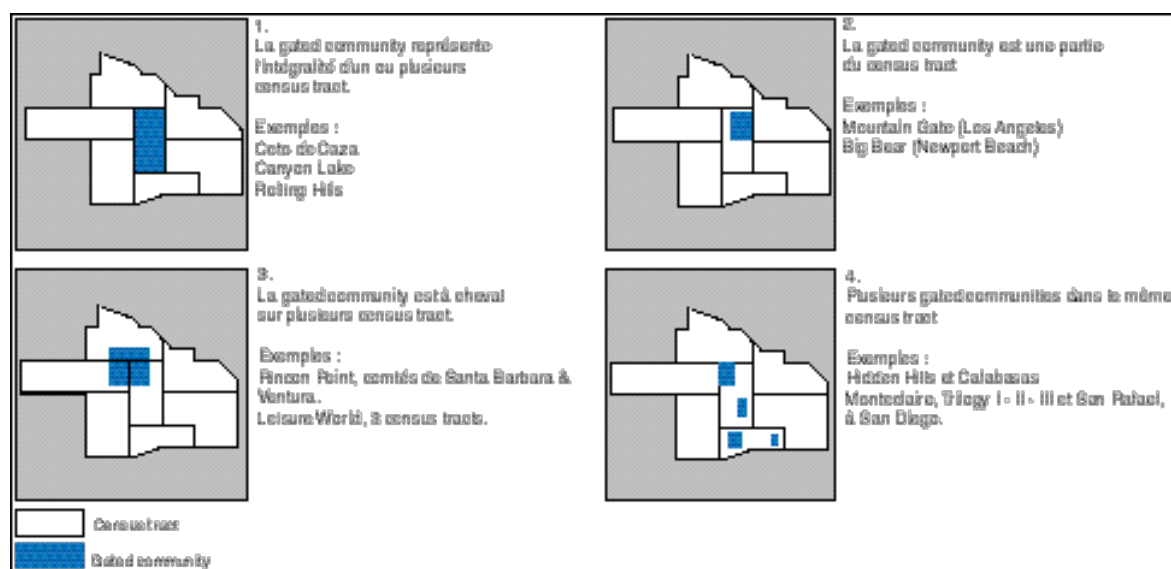 1.
La gated community représente
l'intégralité d'un ou plusieurs
census tract.
Exemples :
Coto de Caza
Canyon Lake
Rolling Hills
2.
La gated community est une partie
du census tract
Exemples :
Mountain Gate (Los Angeles)
Big Bear (Newport Beach)
3.
La gated community est à cheval
sur plusieurs census tract.
Exemples :
Rincon Point, comtés de Santa Barbara &
Ventura.
Leisure World, 3 census tracts.
4.
Plusieurs gated communities dans le même
census tract
Exemples :
Hidden Hills et Calabasas
Monteclaire, Trilogy I - II - III et San Rafael,
à San Diego.
Census tract
Gated community